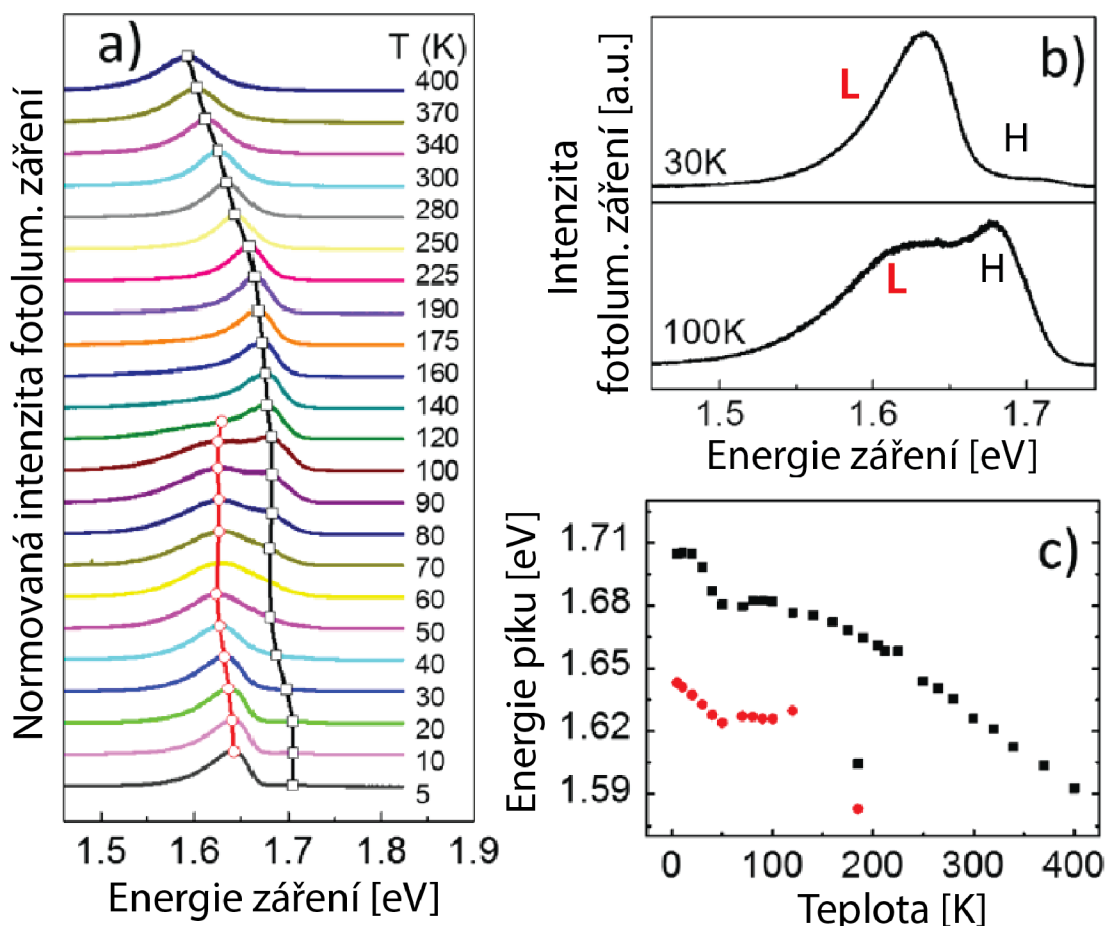 a)
T (K)
400
370
340
300
280
250
225
190
175
160
140
120
100
90
80
70
60
50
40
30
20
10
5
Normovaná intenzita fotolum. záření
1.5 1.6 1.7 1.8 1.9
Energie záření [eV]
b)
L
H
30K
L
H
100K
Intenzita
fotolum. záření [a.u.]
1.5 1.6 1.7
Energie záření [eV]
c)
Energie píku [eV]
1.71
1.68
1.65
1.62
1.59
0 100 200 300 400
Teplota [K]